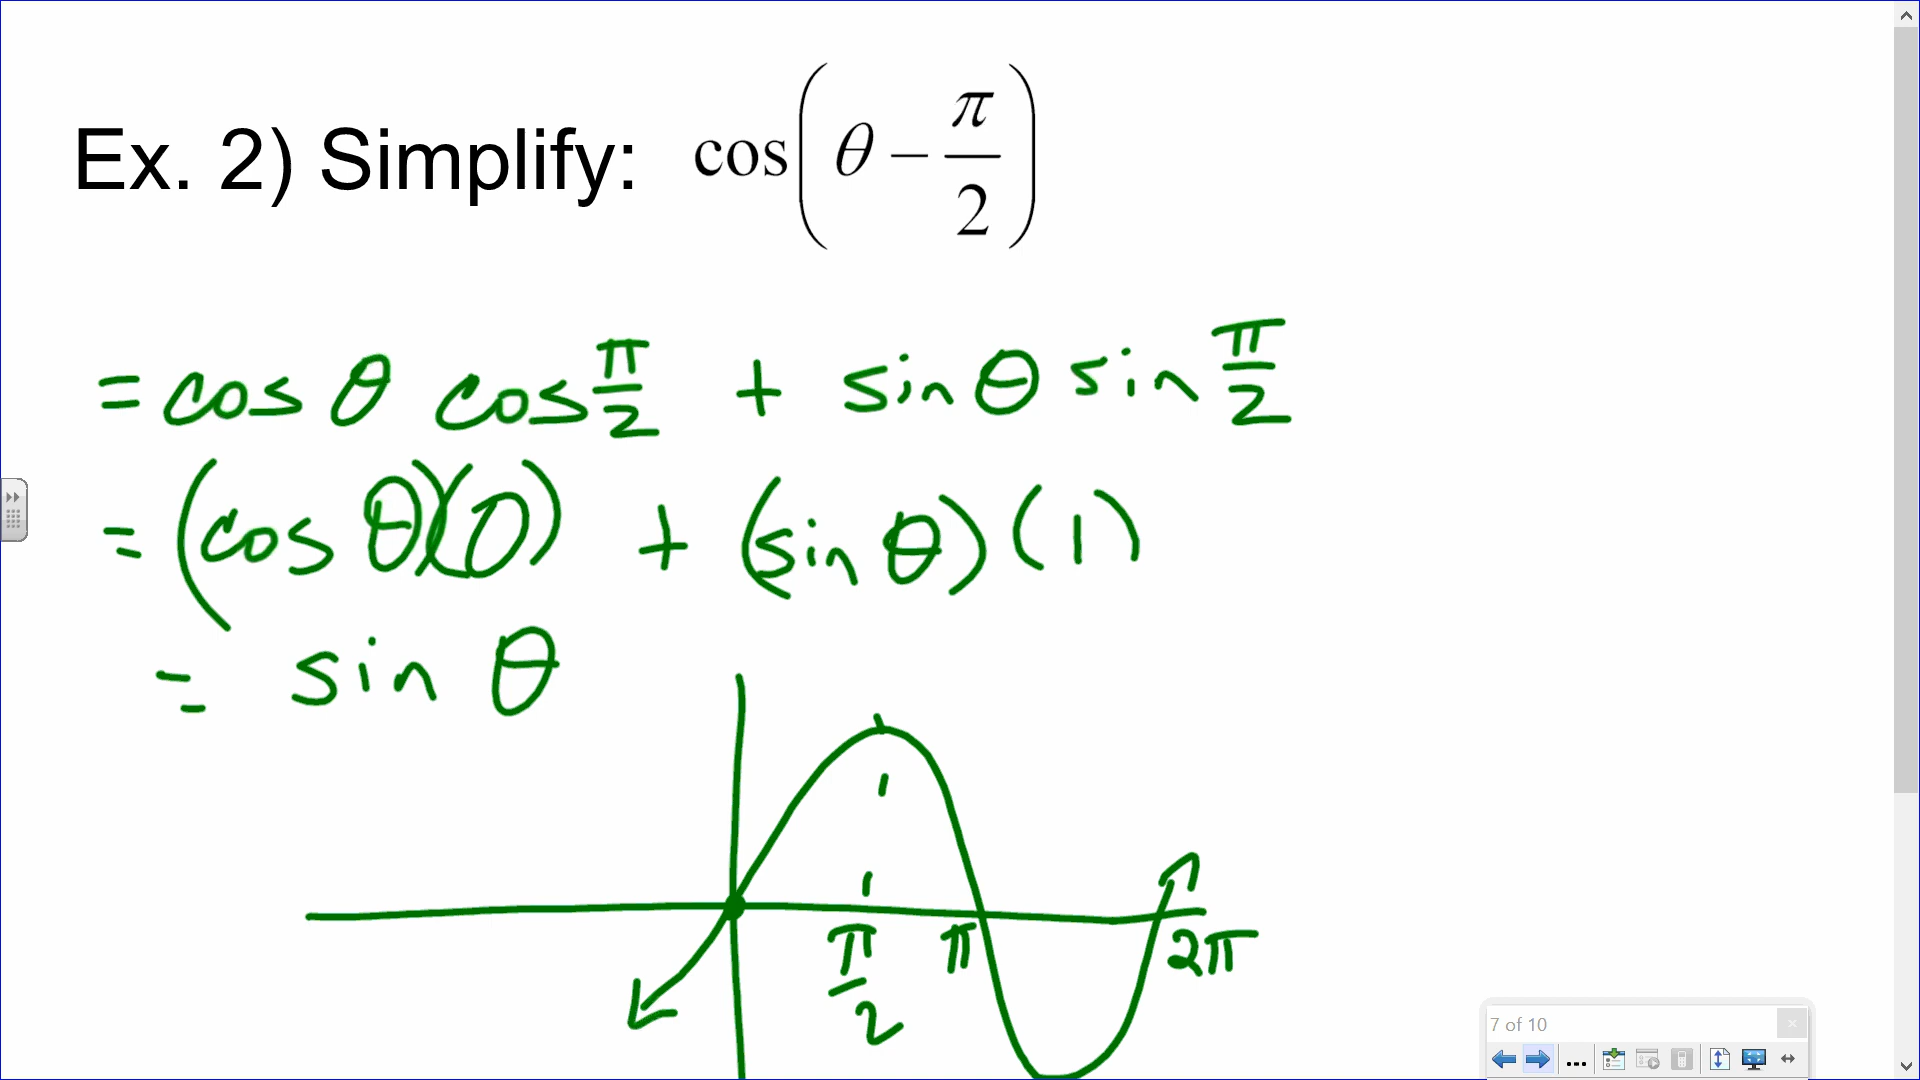 Ex. 2) Simplify: cos(θ − π/2)
= cos θ cos π/2 + sin θ sin π/2
= (cos θ)(0) + (sin θ)(1)
= sin θ
π/2 π 2π
7 of 10